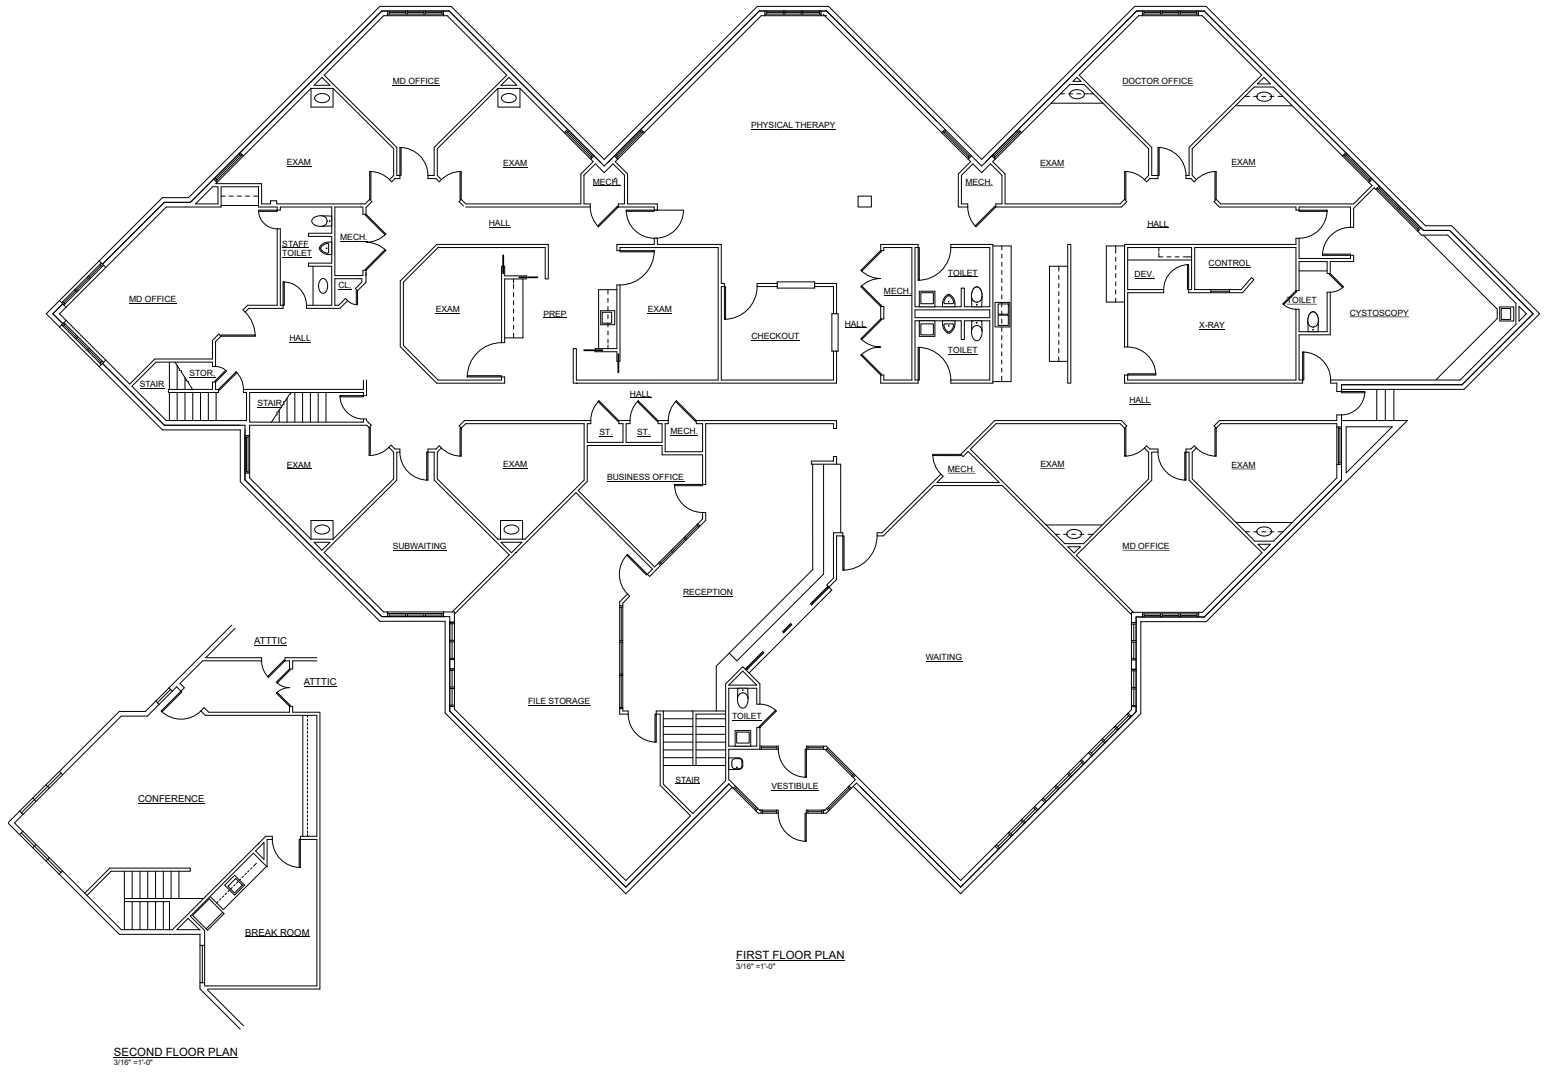 MD OFFICE
DOCTOR OFFICE
PHYSICAL THERAPY
EXAM
EXAM
EXAM
EXAM
MECH.
MECH.
HALL
HALL
MECH.
STAFF
TOILET
CL.
MD OFFICE
HALL
EXAM
PREP
EXAM
CHECKOUT
HALL
MECH.
TOILET
TOILET
DEV.
CONTROL
X-RAY
TOILET
CYSTOSCOPY
STAIR
STOR.
STAIR
HALL
HALL
ST.
ST.
MECH.
EXAM
EXAM
BUSINESS OFFICE
MECH.
EXAM
EXAM
SUBWAITING
MD OFFICE
RECEPTION
WAITING
FILE STORAGE
TOILET
STAIR
VESTIBULE
ATTTIC
ATTTIC
CONFERENCE
BREAK ROOM
FIRST FLOOR PLAN
3/16" =1'-0"
SECOND FLOOR PLAN
3/16" =1'-0"